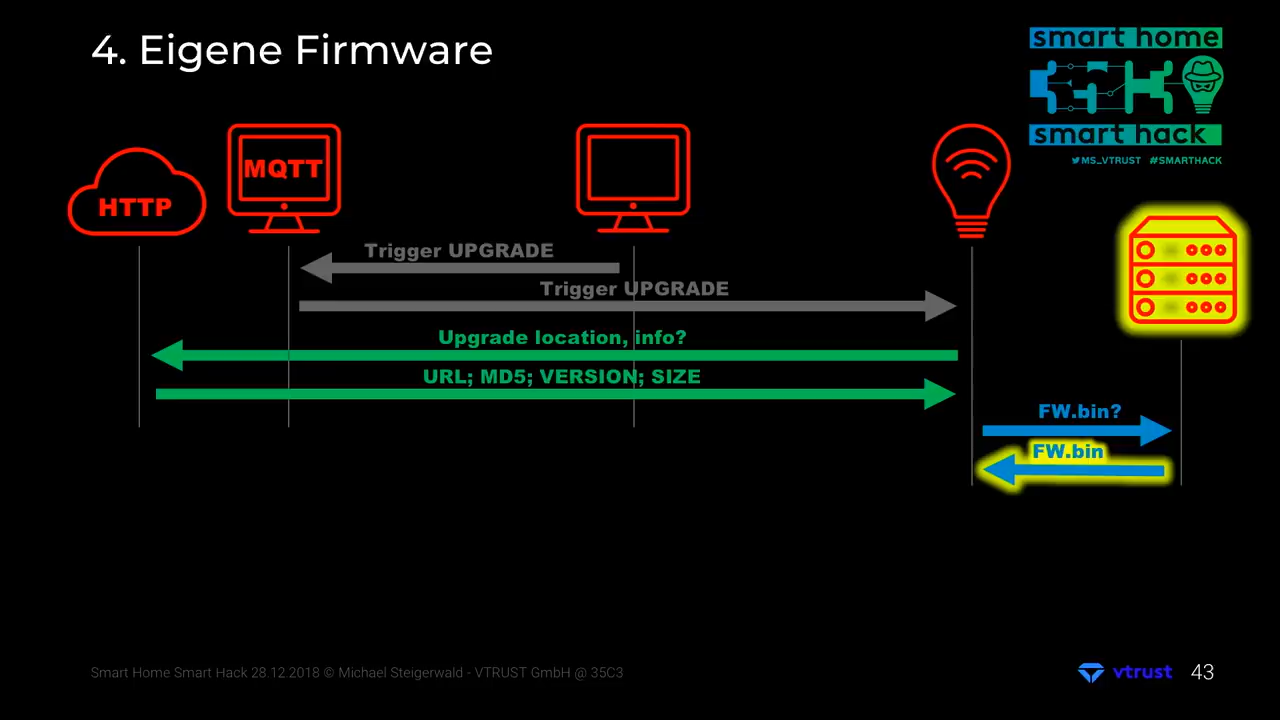 4. Eigene Firmware
smart home
smart hack
MS_VTRUST #SMARTHACK
HTTP
MQTT
Trigger UPGRADE
Trigger UPGRADE
Upgrade location, info?
URL; MD5; VERSION; SIZE
FW.bin?
FW.bin
Smart Home Smart Hack 28.12.2018 © Michael Steigerwald - VTRUST GmbH @ 35C3
vtrust
43